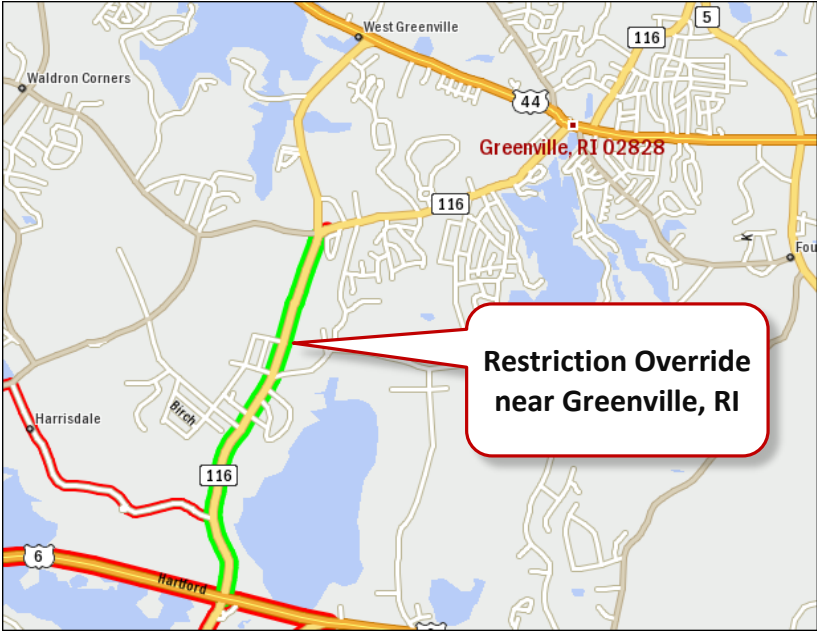 West Greenville
5
116
Waldron Corners
44
Greenville, RI 02828
116
K
Fou
Restriction Override
near Greenville, RI
Birch
Harrisdale
116
6
Hartford